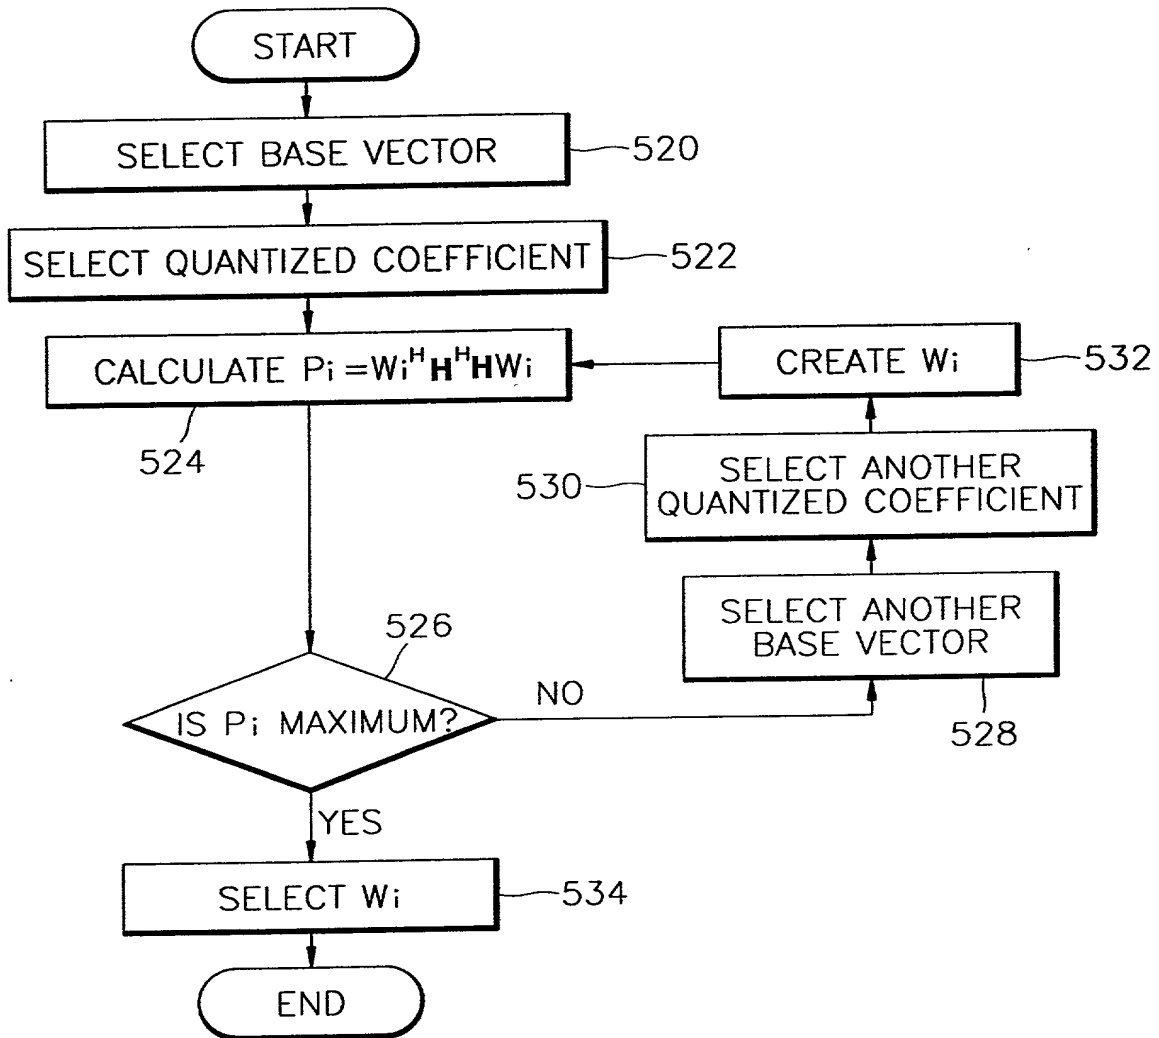 START
SELECT BASE VECTOR
520
SELECT QUANTIZED COEFFICIENT
522
CALCULATE Pi=Wi^H H^H HWi
524
CREATE Wi
532
SELECT ANOTHER
QUANTIZED COEFFICIENT
530
SELECT ANOTHER
BASE VECTOR
528
526
IS Pi MAXIMUM?
NO
YES
SELECT Wi
534
END